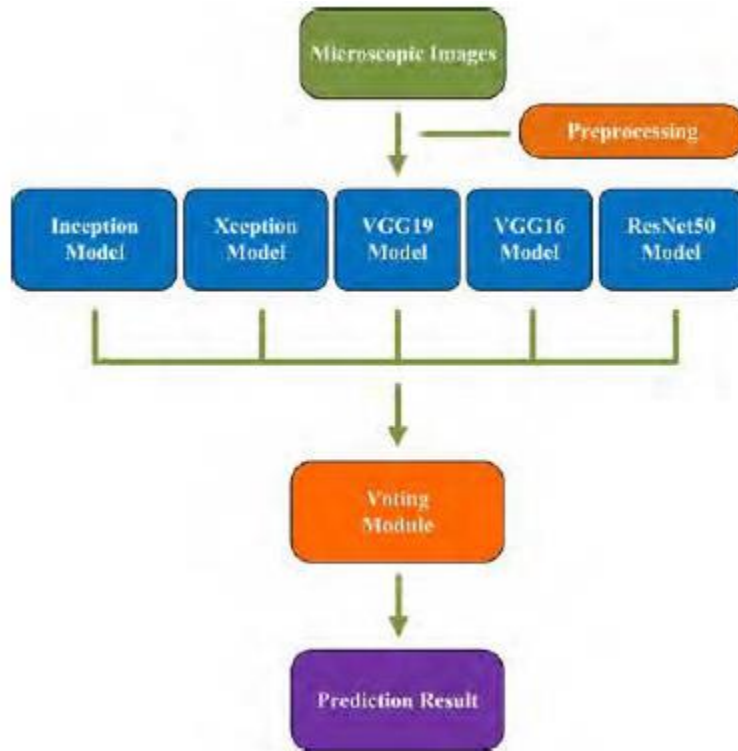 Microscopic Images
Preprocessing
Inception
Model
Xception
Model
VGG19
Model
VGG16
Model
ResNet50
Model
Voting
Module
Prediction Result